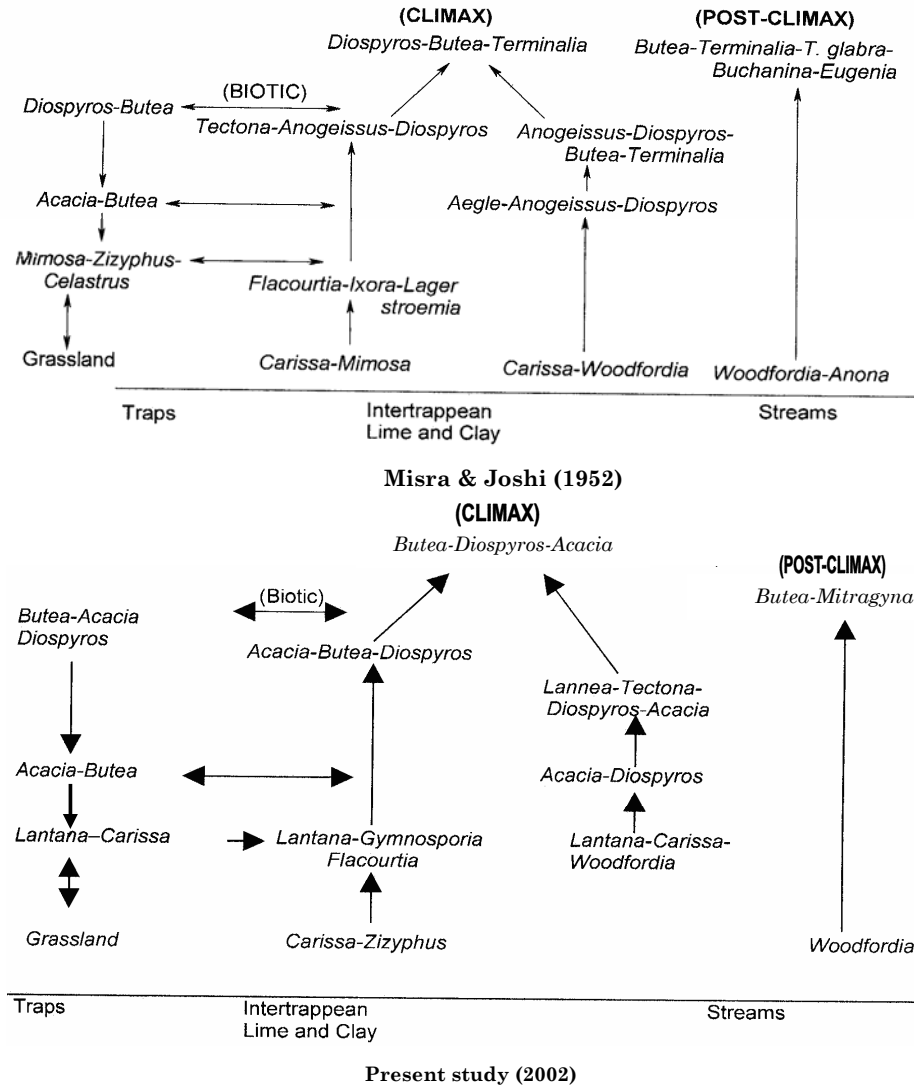 (CLIMAX)
Diospyros-Butea-Terminalia
(POST-CLIMAX)
Butea-Terminalia-T. glabra-
Buchanina-Eugenia
(BIOTIC)
Diospyros-Butea
Tectona-Anogeissus-Diospyros
Anogeissus-Diospyros-
Butea-Terminalia
Acacia-Butea
Aegle-Anogeissus-Diospyros
Mimosa-Zizyphus-
Celastrus
Flacourtia-Ixora-Lager
stroemia
Grassland
Carissa-Mimosa
Carissa-Woodfordia
Woodfordia-Anona
Traps
Intertrappean
Lime and Clay
Streams
Misra & Joshi (1952)
(CLIMAX)
Butea-Diospyros-Acacia
(POST-CLIMAX)
Butea-Mitragyna
(Biotic)
Butea-Acacia
Diospyros
Acacia-Butea-Diospyros
Lannea-Tectona-
Diospyros-Acacia
Acacia-Butea
Acacia-Diospyros
Lantana–Carissa
Lantana-Gymnosporia
Flacourtia
Lantana-Carissa-
Woodfordia
Grassland
Carissa-Zizyphus
Woodfordia
Traps
Intertrappean
Lime and Clay
Streams
Present study (2002)